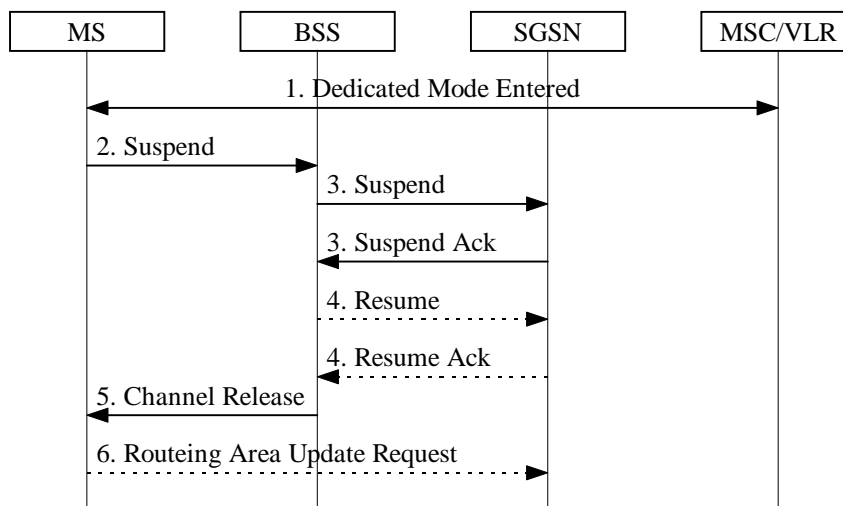 MS BSS SGSN MSC/VLR
1. Dedicated Mode Entered
2. Suspend
3. Suspend
3. Suspend Ack
4. Resume
4. Resume Ack
5. Channel Release
6. Routeing Area Update Request